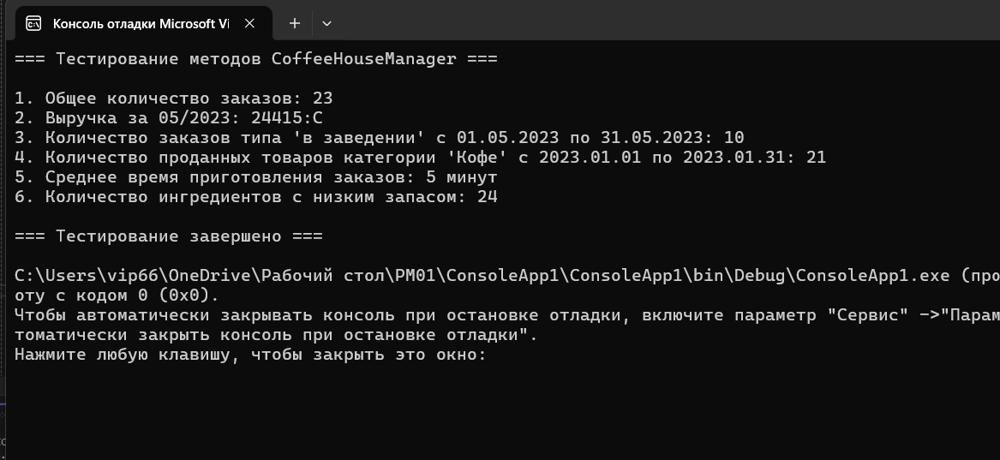 Консоль отладки Microsoft Vi
=== Тестирование методов CoffeeHouseManager ===
1. Общее количество заказов: 23
2. Выручка за 05/2023: 24415:C
3. Количество заказов типа 'в заведении' с 01.05.2023 по 31.05.2023: 10
4. Количество проданных товаров категории 'Кофе' с 2023.01.01 по 2023.01.31: 21
5. Среднее время приготовления заказов: 5 минут
6. Количество ингредиентов с низким запасом: 24
=== Тестирование завершено ===
C:\Users\vip66\OneDrive\Рабочий стол\PM01\ConsoleApp1\ConsoleApp1\bin\Debug\ConsoleApp1.exe (про
оту с кодом 0 (0x0).
Чтобы автоматически закрывать консоль при остановке отладки, включите параметр "Сервис" ->"Парам
томатически закрыть консоль при остановке отладки".
Нажмите любую клавишу, чтобы закрыть это окно: